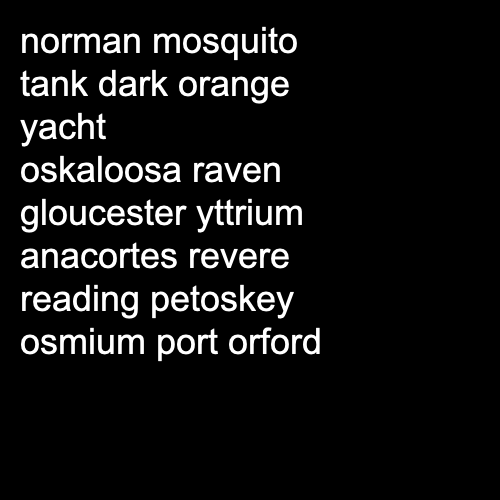 norman mosquito
tank dark orange
yacht
oskaloosa raven
gloucester yttrium
anacortes revere
reading petoskey
osmium port orford